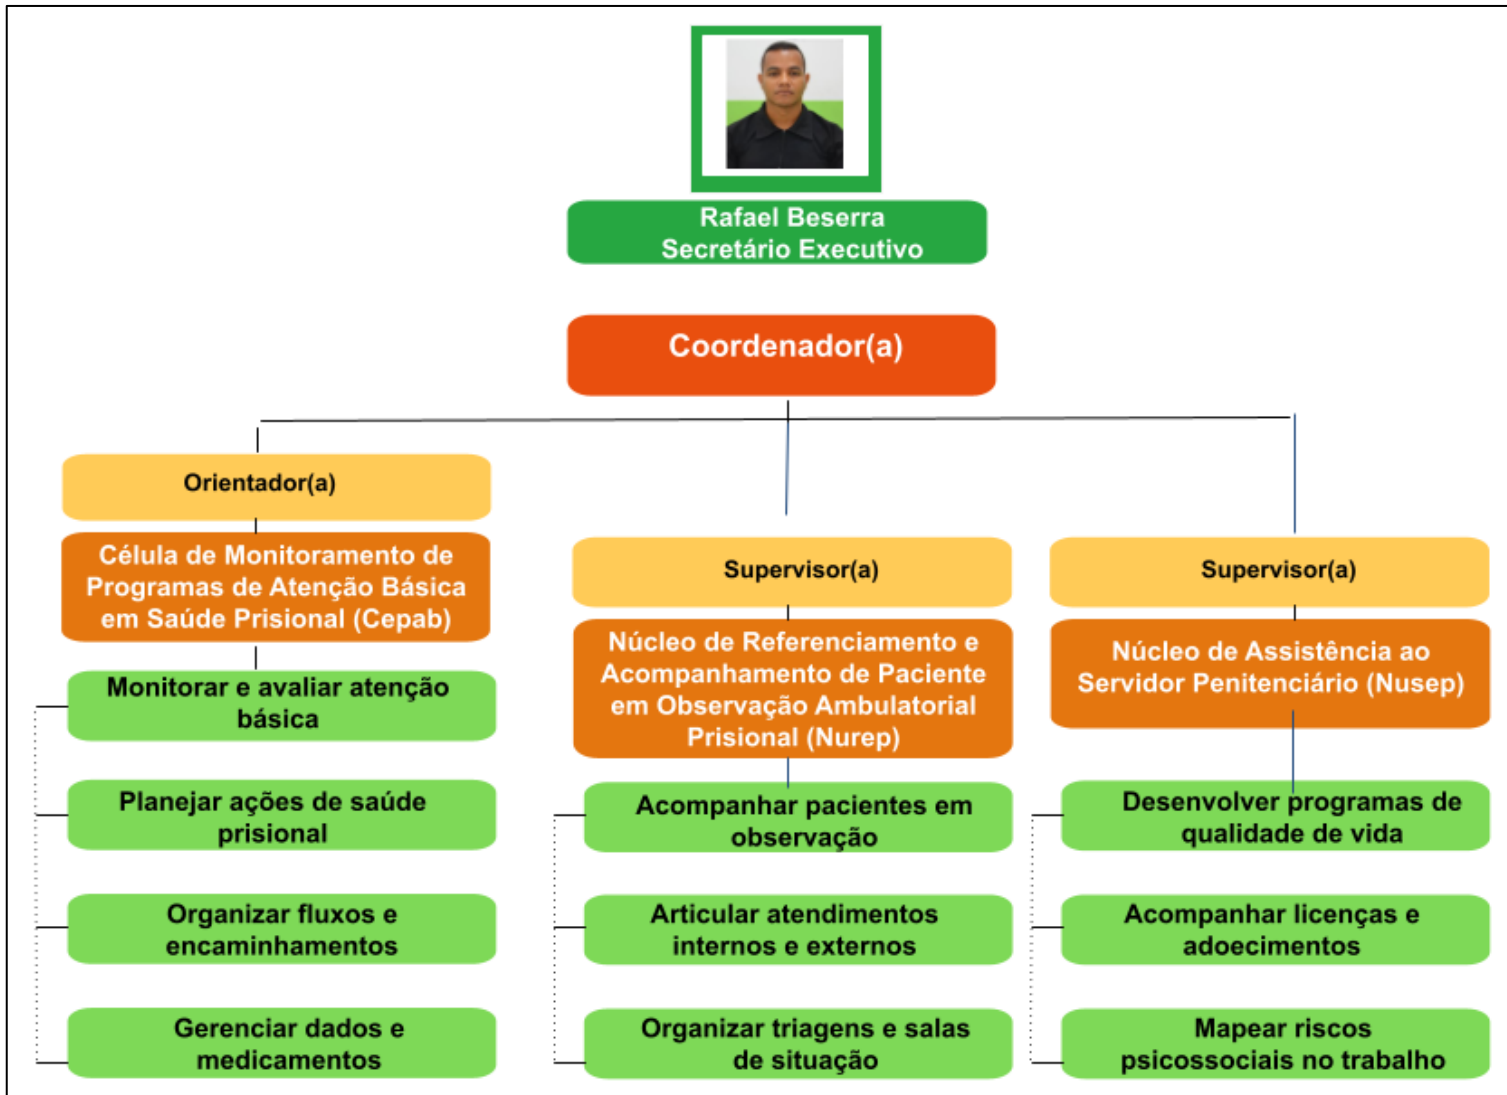 Rafael Beserra
Secretário Executivo
Coordenador(a)
Orientador(a)
Célula de Monitoramento de
Programas de Atenção Básica
em Saúde Prisional (Cepab)
Monitorar e avaliar atenção
básica
Planejar ações de saúde
prisional
Organizar fluxos e
encaminhamentos
Gerenciar dados e
medicamentos
Supervisor(a)
Núcleo de Referenciamento e
Acompanhamento de Paciente
em Observação Ambulatorial
Prisional (Nurep)
Acompanhar pacientes em
observação
Articular atendimentos
internos e externos
Organizar triagens e salas
de situação
Supervisor(a)
Núcleo de Assistência ao
Servidor Penitenciário (Nusep)
Desenvolver programas de
qualidade de vida
Acompanhar licenças e
adoecimentos
Mapear riscos
psicossociais no trabalho